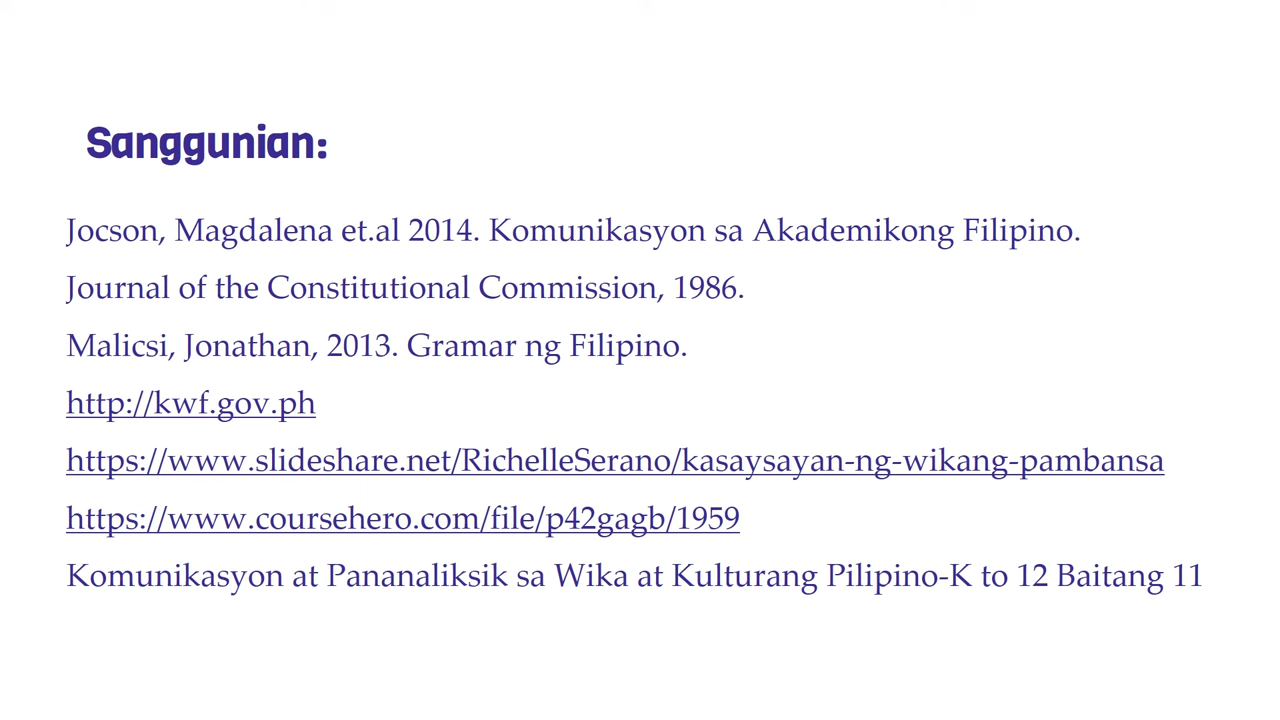 Sanggunian:
Jocson, Magdalena et.al 2014. Komunikasyon sa Akademikong Filipino.
Journal of the Constitutional Commission, 1986.
Malicsi, Jonathan, 2013. Gramar ng Filipino.
http://kwf.gov.ph
https://www.slideshare.net/RichelleSerano/kasaysayan-ng-wikang-pambansa
https://www.coursehero.com/file/p42gagb/1959
Komunikasyon at Pananaliksik sa Wika at Kulturang Pilipino-K to 12 Baitang 11